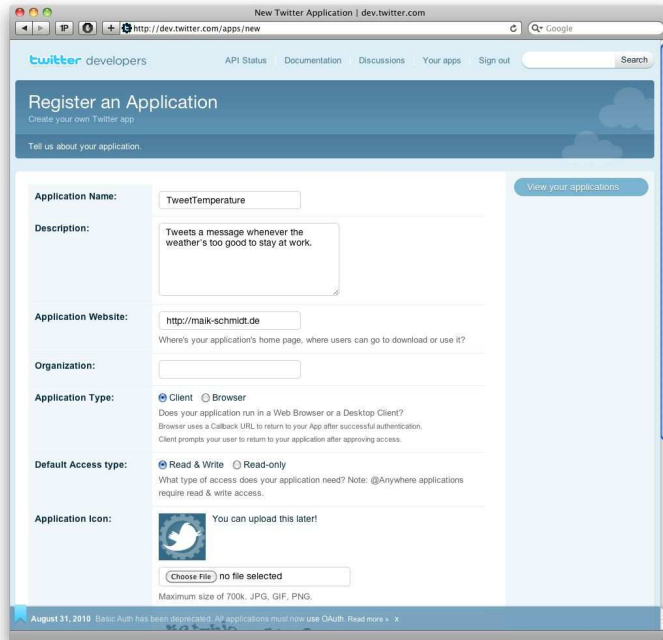 New Twitter Application | dev.twitter.com
1P
http://dev.twitter.com/apps/new
Google
twitter developers
API Status
Documentation
Discussions
Your apps
Sign out
Search
Register an Application
Create your own Twitter app
Tell us about your application.
View your applications
Application Name:
TweetTemperature
Description:
Tweets a message whenever the
weather's too good to stay at work.
Application Website:
http://maik-schmidt.de
Where's your application's home page, where users can go to download or use it?
Organization:
Application Type:
Client
Browser
Does your application run in a Web Browser or a Desktop Client?
Browser uses a Callback URL to return to your App after successful authentication.
Client prompts your user to return to your application after approving access.
Default Access type:
Read & Write
Read-only
What type of access does your application need? Note: @Anywhere applications
require read & write access.
Application Icon:
You can upload this later!
Choose File
no file selected
Maximum size of 700k. JPG, GIF, PNG.
August 31, 2010 Basic Auth has been deprecated. All applications must now use OAuth. Read more » x